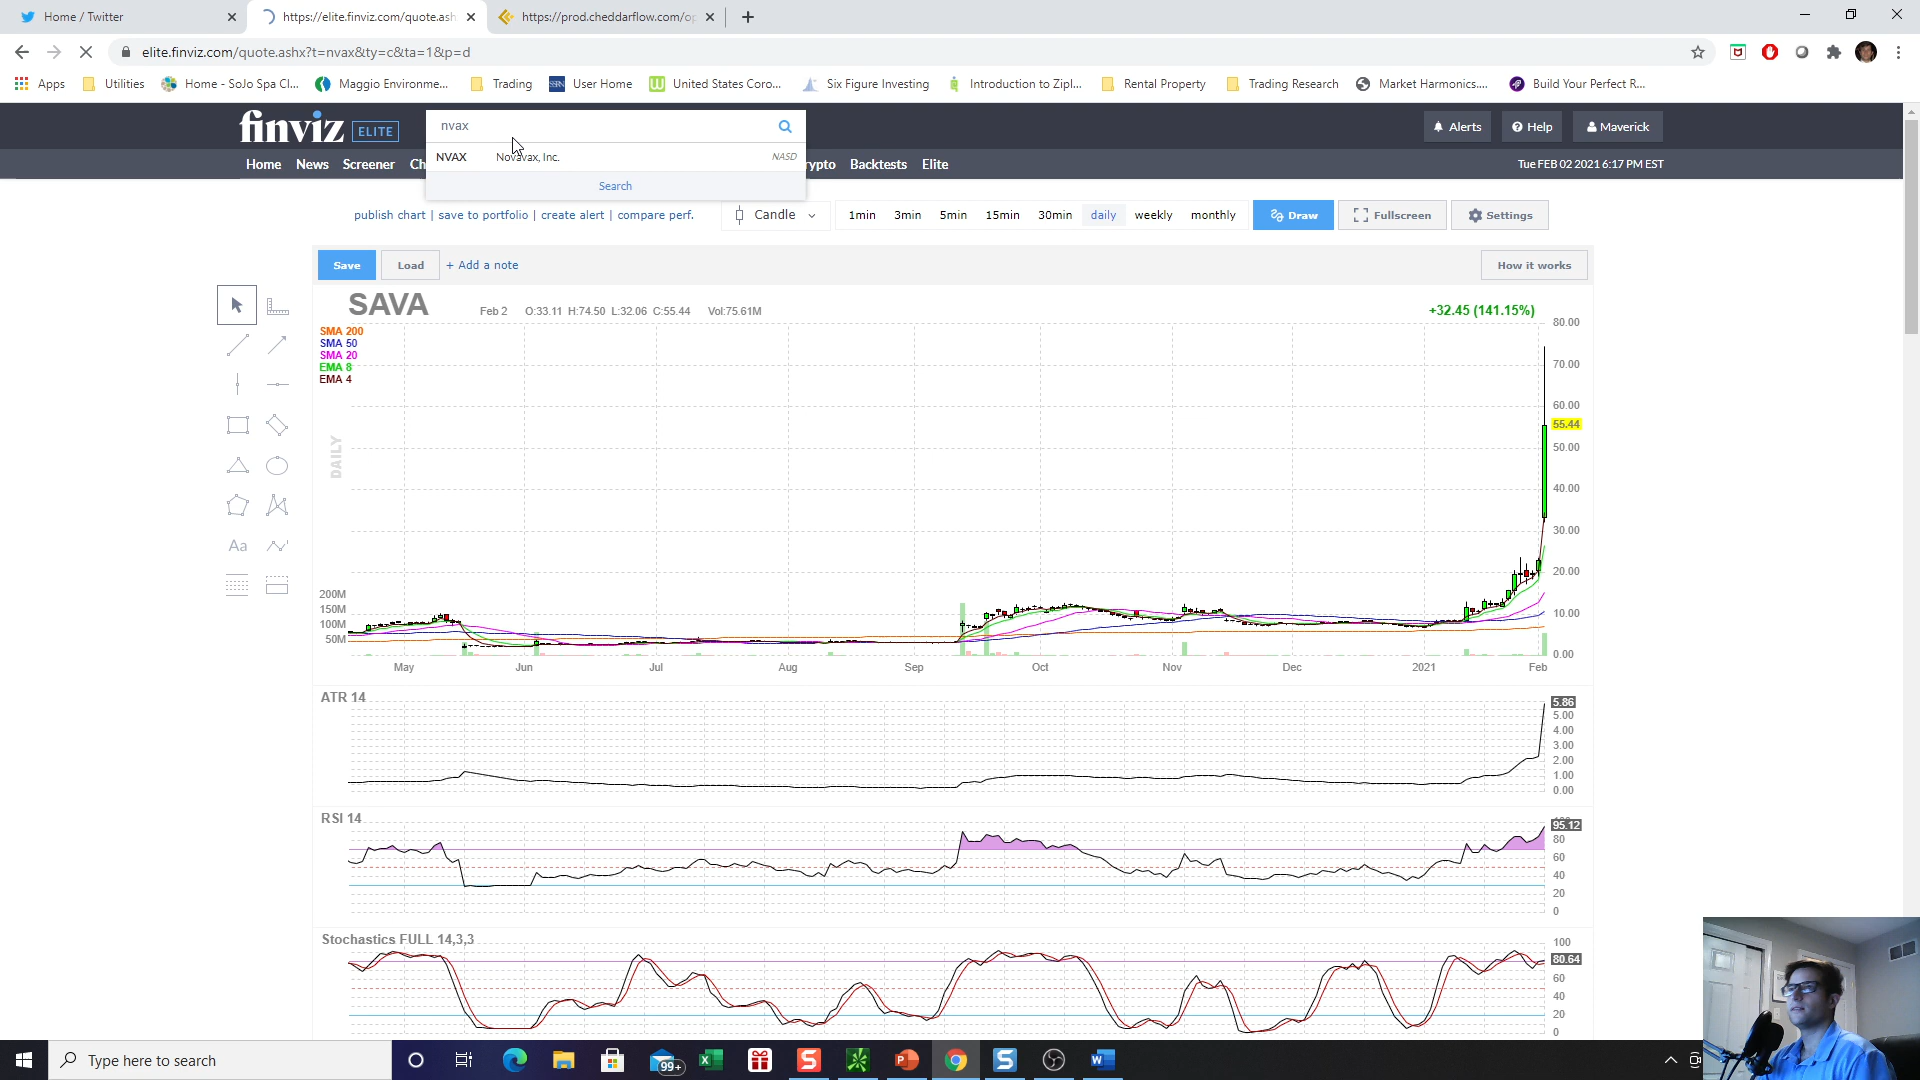 Home / Twitter
https://elite.finviz.com/quote.ash
https://prod.cheddarflow.com/op
elite.finviz.com/quote.ashx?t=nvax&ty=c&ta=1&p=d
Apps Utilities Home - SoJo Spa Cl... Maggio Environme... Trading User Home United States Coro... Six Figure Investing Introduction to Zipl... Rental Property Trading Research Market Harmonics.... Build Your Perfect R...
finviz ELITE
nvax
Alerts Help Maverick
NVAX Novavax, Inc. NASD
Home News Screener Ch rypto Backtests Elite Tue FEB 02 2021 6:17 PM EST
Search
publish chart | save to portfolio | create alert | compare perf. Candle 1min 3min 5min 15min 30min daily weekly monthly Draw Fullscreen Settings
Save Load + Add a note How it works
SAVA Feb 2 O:33.11 H:74.50 L:32.06 C:55.44 Vol:75.61M +32.45 (141.15%)
SMA 200
SMA 50
SMA 20
EMA 8
EMA 4
DAILY
80.00
70.00
60.00
55.44
50.00
40.00
30.00
20.00
10.00
0.00
200M
150M
100M
50M
May Jun Jul Aug Sep Oct Nov Dec 2021 Feb
ATR 14
5.86
5.00
4.00
3.00
2.00
1.00
0.00
RSI 14
95.12
80
60
40
20
0
Aa
Stochastics FULL 14,3,3
100
80.64
60
40
20
0
Type here to search
99+